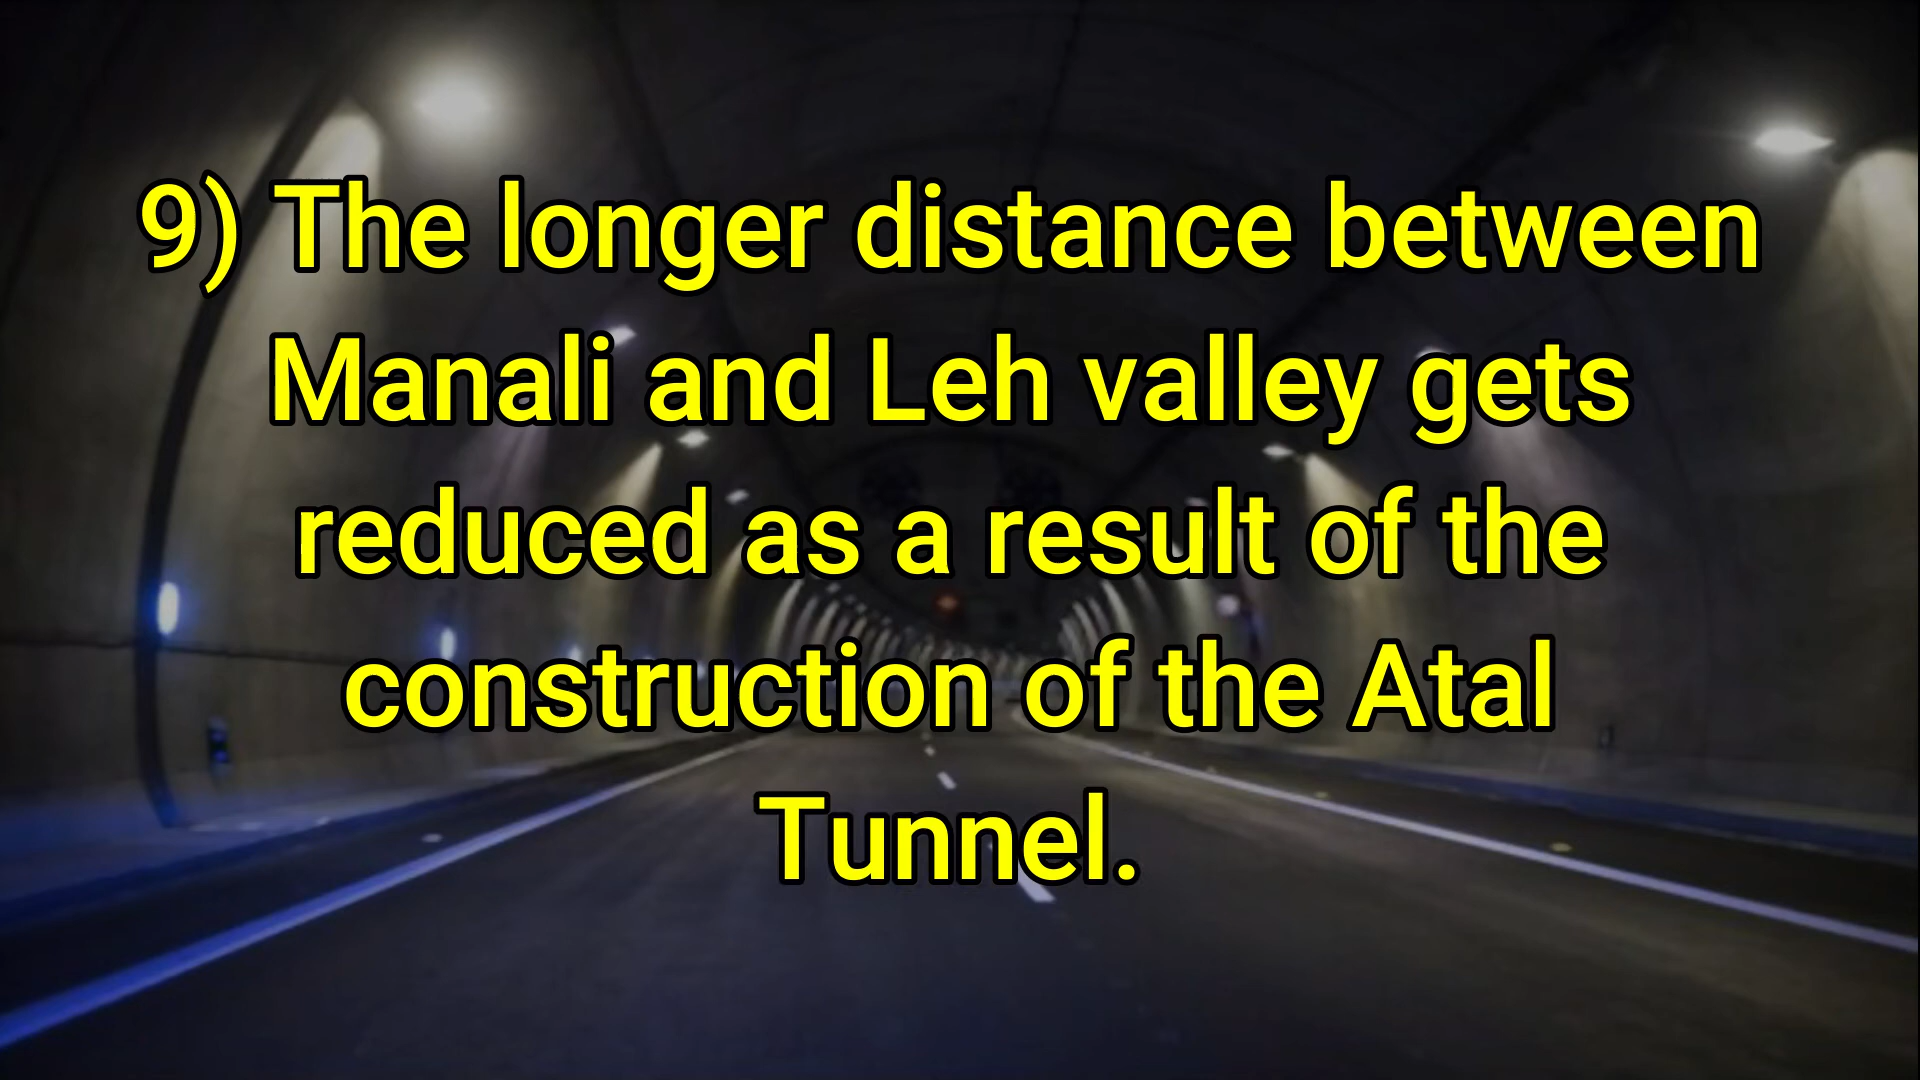 9) The longer distance between
Manali and Leh valley gets
reduced as a result of the
construction of the Atal
Tunnel.